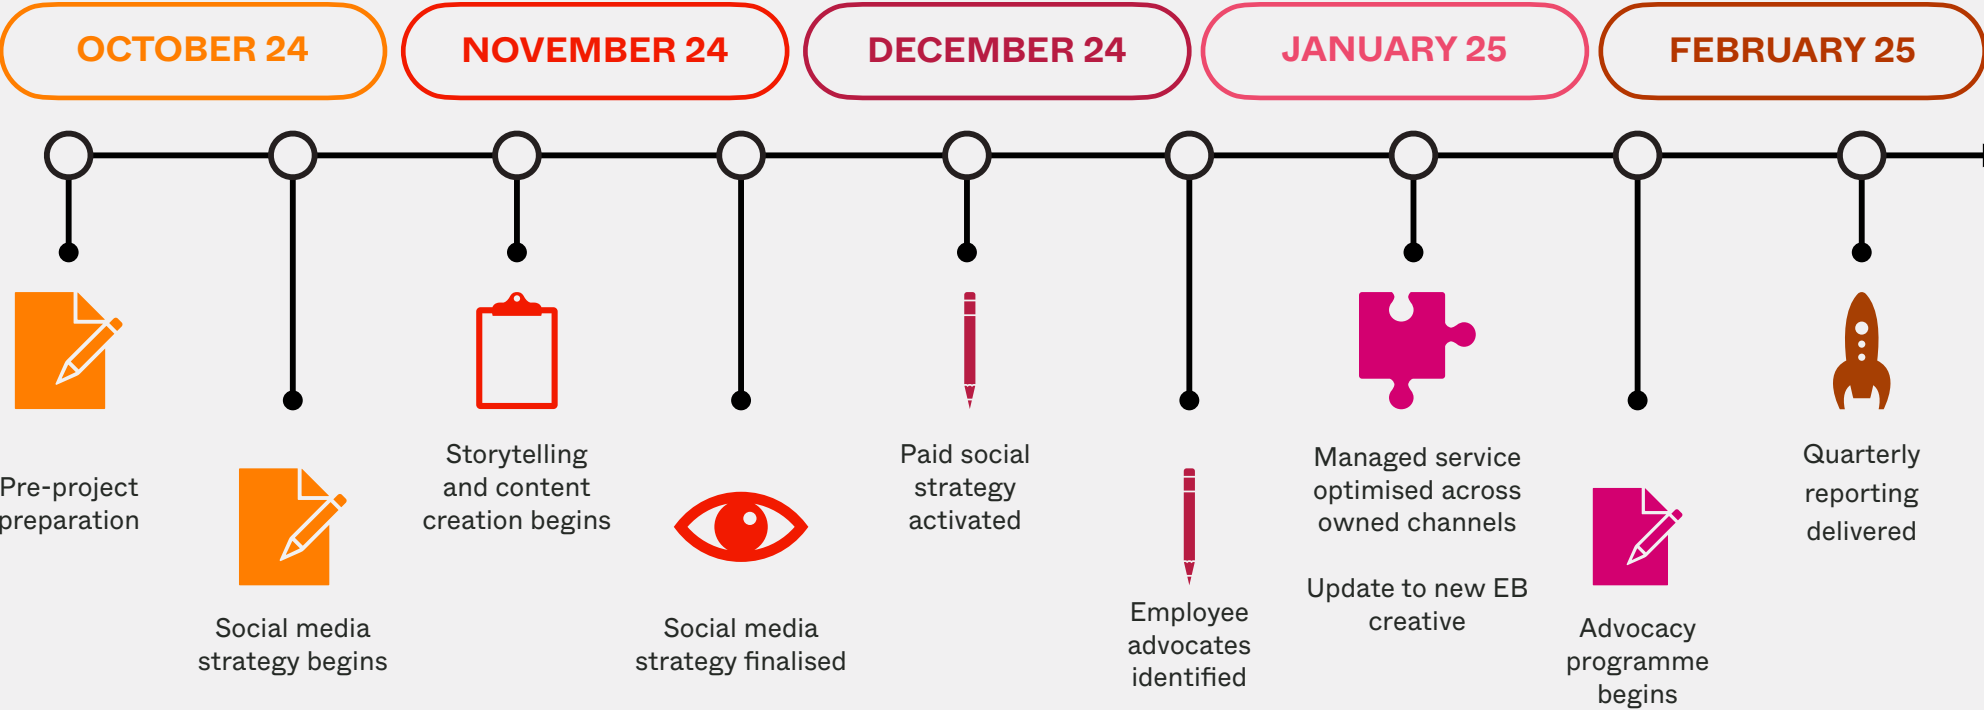 OCTOBER 24
NOVEMBER 24
DECEMBER 24
JANUARY 25
FEBRUARY 25
Pre-project
preparation
Social media
strategy begins
Storytelling
and content
creation begins
Social media
strategy finalised
Paid social
strategy
activated
Employee
advocates
identified
Managed service
optimised across
owned channels
Update to new EB
creative
Advocacy
programme
begins
Quarterly
reporting
delivered